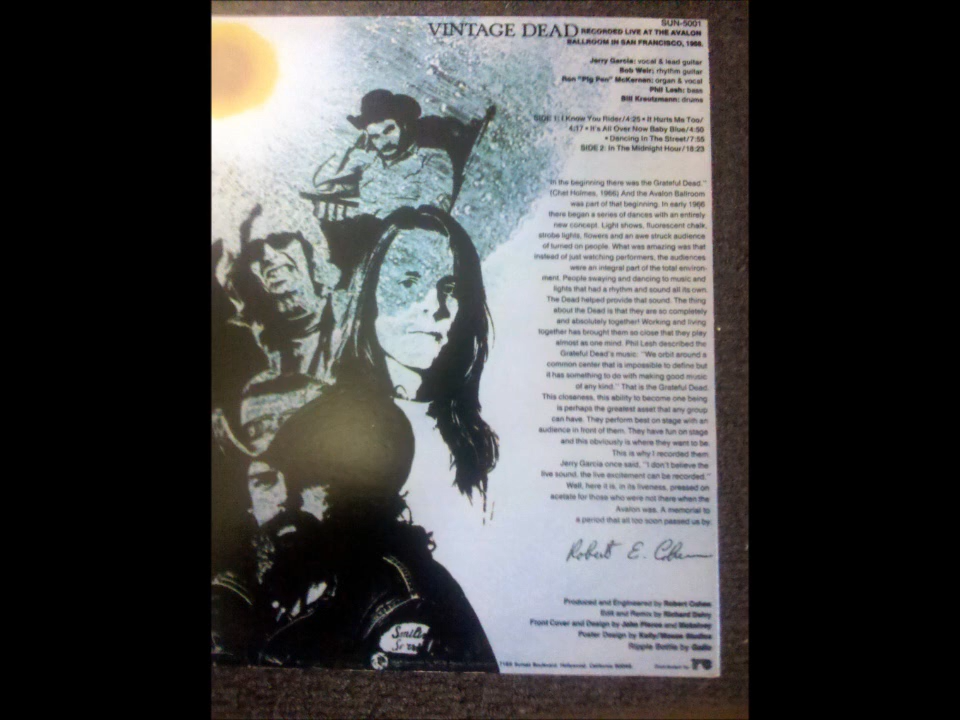 VINTAGE DEAD RECORDED LIVE AT THE AVALON
SUN-5001
BALLROOM IN SAN FRANCISCO, 1966.
Jerry Garcia: vocal & lead guitar
Bob Weir: rhythm guitar
Ron "Pig Pen" McKernan: organ & vocal
Phil Lesh: bass
Bill Kreutzmann: drums
SIDE 1: I Know You Rider/4:25 • It Hurts Me Too/
4:17 • It's All Over Now Baby Blue/4:50
• Dancing In The Street/7:55
SIDE 2: In The Midnight Hour/18:23
"In the beginning there was the Grateful Dead."
(Chet Holmes, 1966) And the Avalon Ballroom
was part of that beginning. In early 1966
there began a series of dances with an entirely
new concept. Light shows, fluorescent chalk,
strobe lights, flowers and an awe struck audience
of turned on people. What was amazing was that
instead of just watching performers, the audiences
were an integral part of the total environ-
ment. People swaying and dancing to music and
lights that had a rhythm and sound all its own.
The Dead helped provide that sound. The thing
about the Dead is that they are so completely
and absolutely together! Working and living
together has brought them so close that they play
almost as one mind. Phil Lesh described the
Grateful Dead's music: "We orbit around a
common center that is impossible to define but
it has something to do with making good music
of any kind." That is the Grateful Dead.
This closeness, this ability to become one being
is perhaps the greatest asset that any group
can have. They perform best on stage with an
audience in front of them. They have fun on stage
and this obviously is where they want to be.
This is why I recorded them.
Jerry Garcia once said, "I don't believe the
live sound, the live excitement can be recorded."
Well, here it is, in its liveness, pressed on
acetate for those who were not there when the
Avalon was. A memorial to
a period that all too soon passed us by.
Robert E. Cohen
Produced and Engineered by Robert Cohen
Edit and Remix by Richard
Front Cover and Design by John and
Poster Design by Kelly/Mouse Studios
Ripple Bottle by Gallo
Sunset Boulevard, Hollywood, California
Distributed by
Smilin